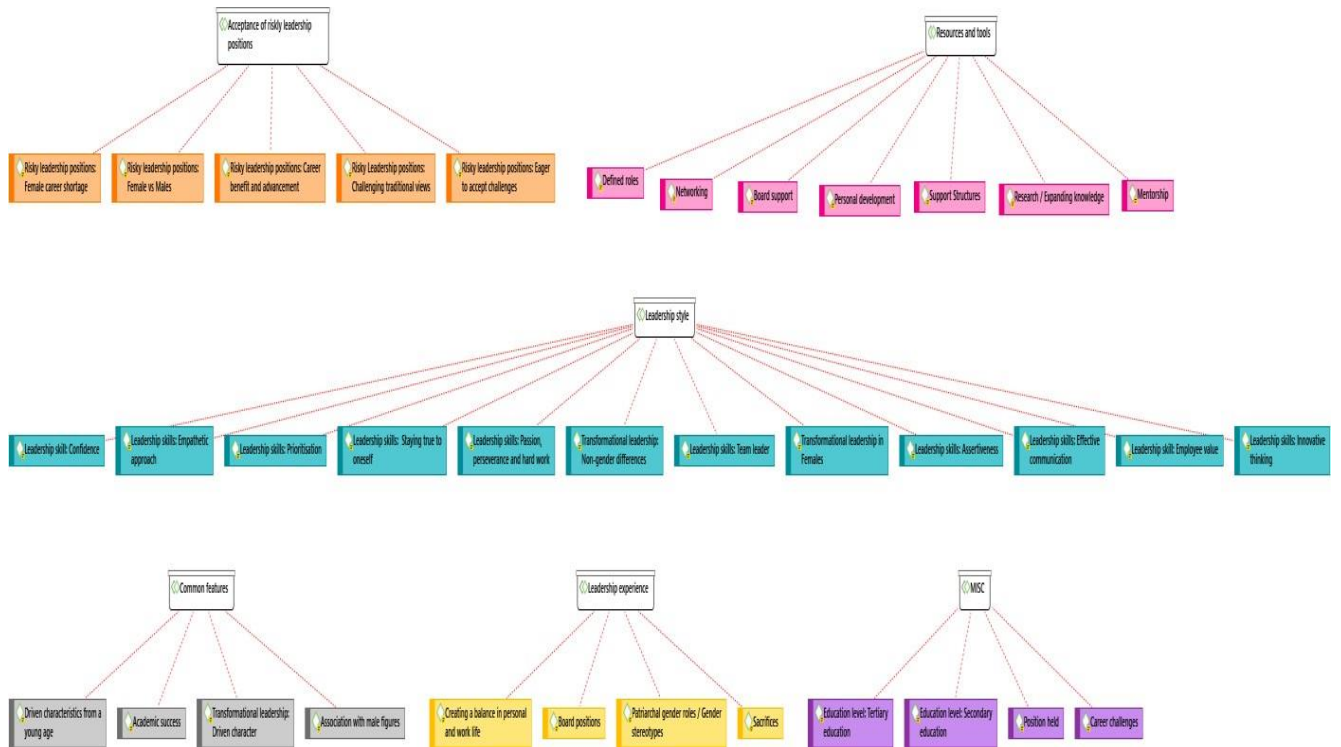 Acceptance of riskly leadership
positions
Resources and tools
Risky leadership positions:
Female career shortage
Risky leadership positions:
Female vs Males
Risky leadership positions: Career
benefit and advancement
Risky Leadership positions:
Challenging traditional views
Risky leadership positions: Eager
to accept challenges
Defined roles
Networking
Board support
Personal development
Support Structures
Research / Expanding knowledge
Mentorship
Leadership style
Leadership skill: Confidence
Leadership skills: Empathetic
approach
Leadership skills: Prioritisation
Leadership skills: Staying true to
oneself
Leadership skills: Passion,
perseverance and hard work
Transformational leadership:
Non-gender differences
Leadership skills: Team leader
Transformational leadership in
Females
Leadership skills: Assertiveness
Leadership skills: Effective
communication
Leadership skill: Employee value
Leadership skills: Innovative
thinking
Common features
Leadership experience
MISC
Driven characteristics from a
young age
Academic success
Transformational leadership:
Driven character
Association with male figures
Creating a balance in personal
and work life
Board positions
Patriarchal gender roles / Gender
stereotypes
Sacrifices
Education level: Tertiary
education
Education level: Secondary
education
Position held
Career challenges